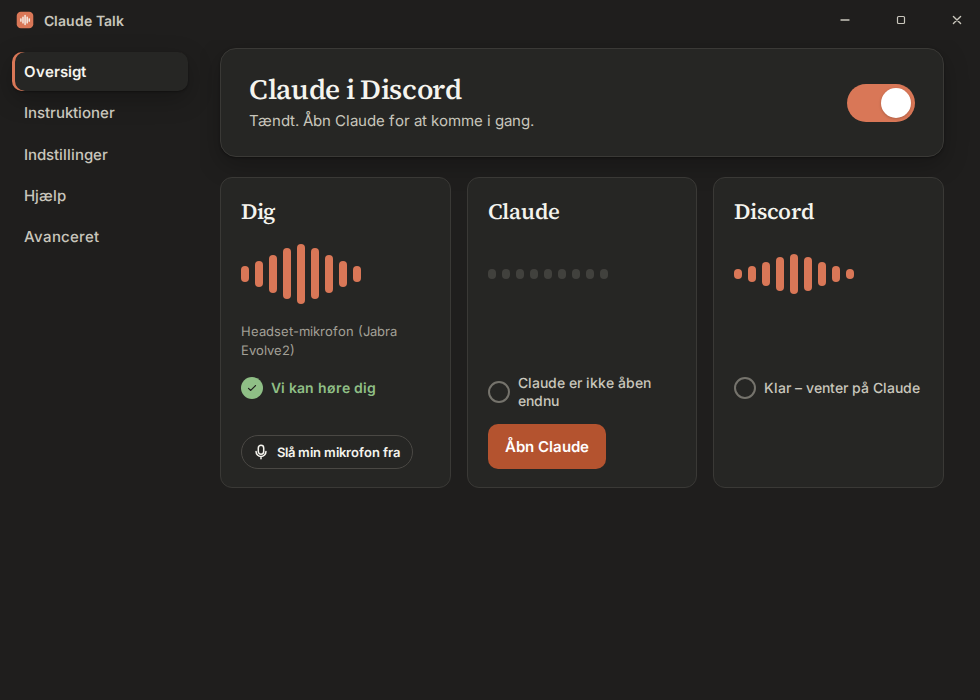 Claude Talk
Oversigt
Instruktioner
Indstillinger
Hjælp
Avanceret
Claude i Discord
Tændt. Åbn Claude for at komme i gang.
Dig
Headset-mikrofon (Jabra
Evolve2)
Vi kan høre dig
Slå min mikrofon fra
Claude
Claude er ikke åben
endnu
Åbn Claude
Discord
Klar – venter på Claude